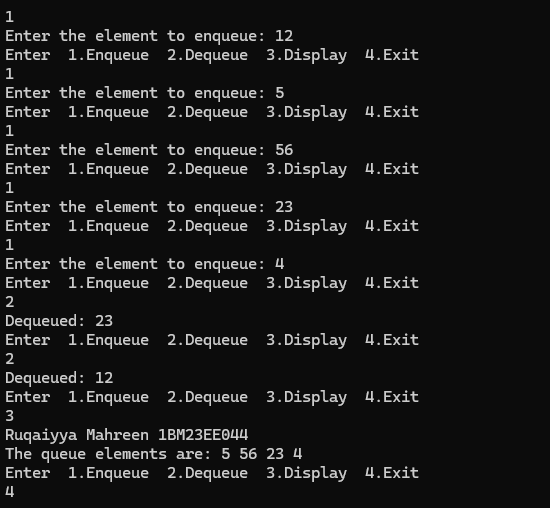 1
Enter the element to enqueue: 12
Enter  1.Enqueue  2.Dequeue  3.Display  4.Exit
1
Enter the element to enqueue: 5
Enter  1.Enqueue  2.Dequeue  3.Display  4.Exit
1
Enter the element to enqueue: 56
Enter  1.Enqueue  2.Dequeue  3.Display  4.Exit
1
Enter the element to enqueue: 23
Enter  1.Enqueue  2.Dequeue  3.Display  4.Exit
1
Enter the element to enqueue: 4
Enter  1.Enqueue  2.Dequeue  3.Display  4.Exit
2
Dequeued: 23
Enter  1.Enqueue  2.Dequeue  3.Display  4.Exit
2
Dequeued: 12
Enter  1.Enqueue  2.Dequeue  3.Display  4.Exit
3
Ruqaiyya Mahreen 1BM23EE044
The queue elements are: 5 56 23 4
Enter  1.Enqueue  2.Dequeue  3.Display  4.Exit
4